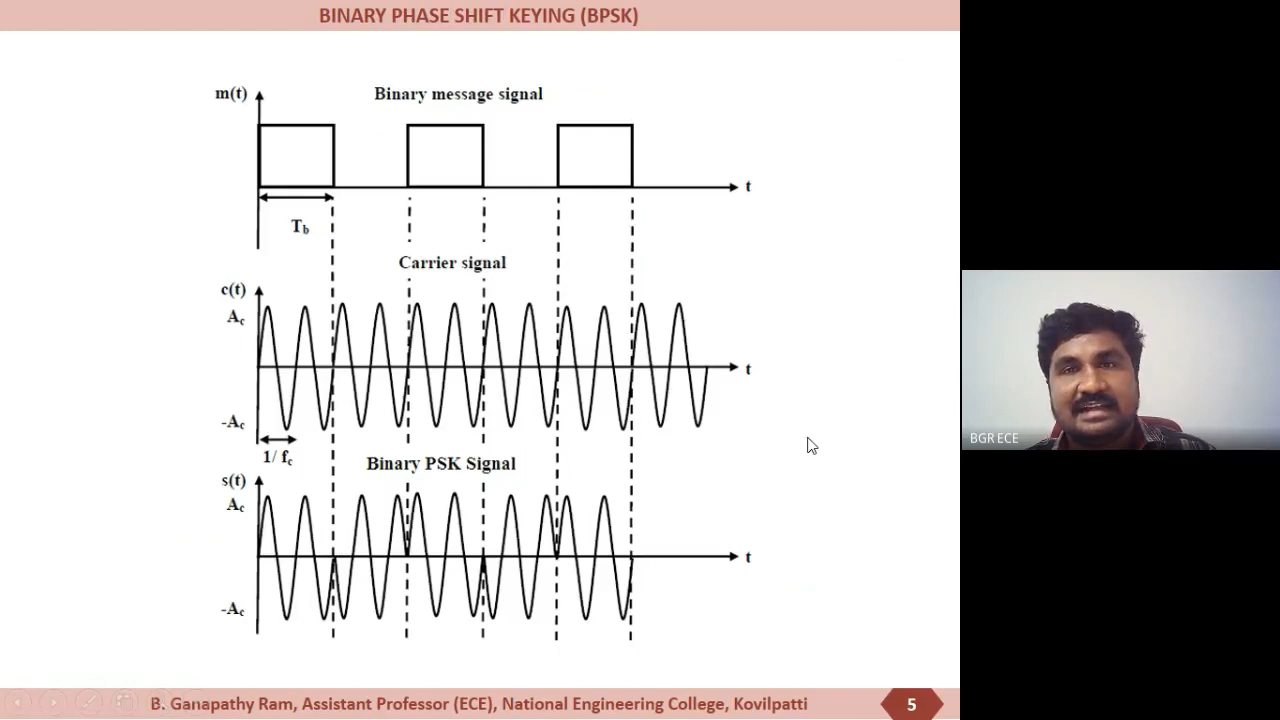 BINARY PHASE SHIFT KEYING (BPSK)
m(t)
Binary message signal
t
Tb
Carrier signal
c(t)
Ac
t
-Ac
1/ fc
Binary PSK Signal
s(t)
Ac
t
-Ac
BGR ECE
B. Ganapathy Ram, Assistant Professor (ECE), National Engineering College, Kovilpatti
5